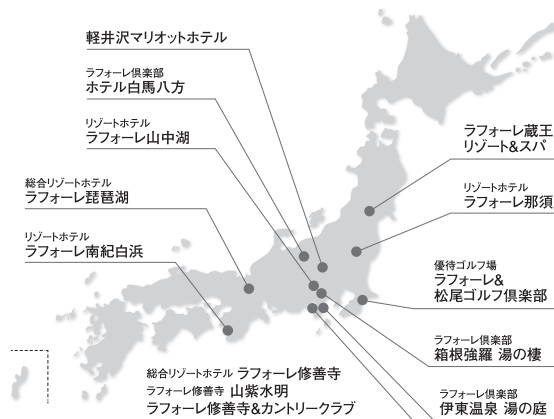 軽井沢マリオットホテル
ラフォーレ倶楽部
ホテル白馬八方
リゾートホテル
ラフォーレ山中湖
総合リゾートホテル
ラフォーレ琵琶湖
リゾートホテル
ラフォーレ南紀白浜
ラフォーレ蔵王
リゾート&スパ
リゾートホテル
ラフォーレ那須
優待ゴルフ場
ラフォーレ&
松尾ゴルフ倶楽部
ラフォーレ倶楽部
箱根強羅 湯の棲
ラフォーレ倶楽部
伊東温泉 湯の庭
総合リゾートホテル ラフォーレ修善寺
ラフォーレ修善寺 山紫水明
ラフォーレ修善寺&カントリークラブ